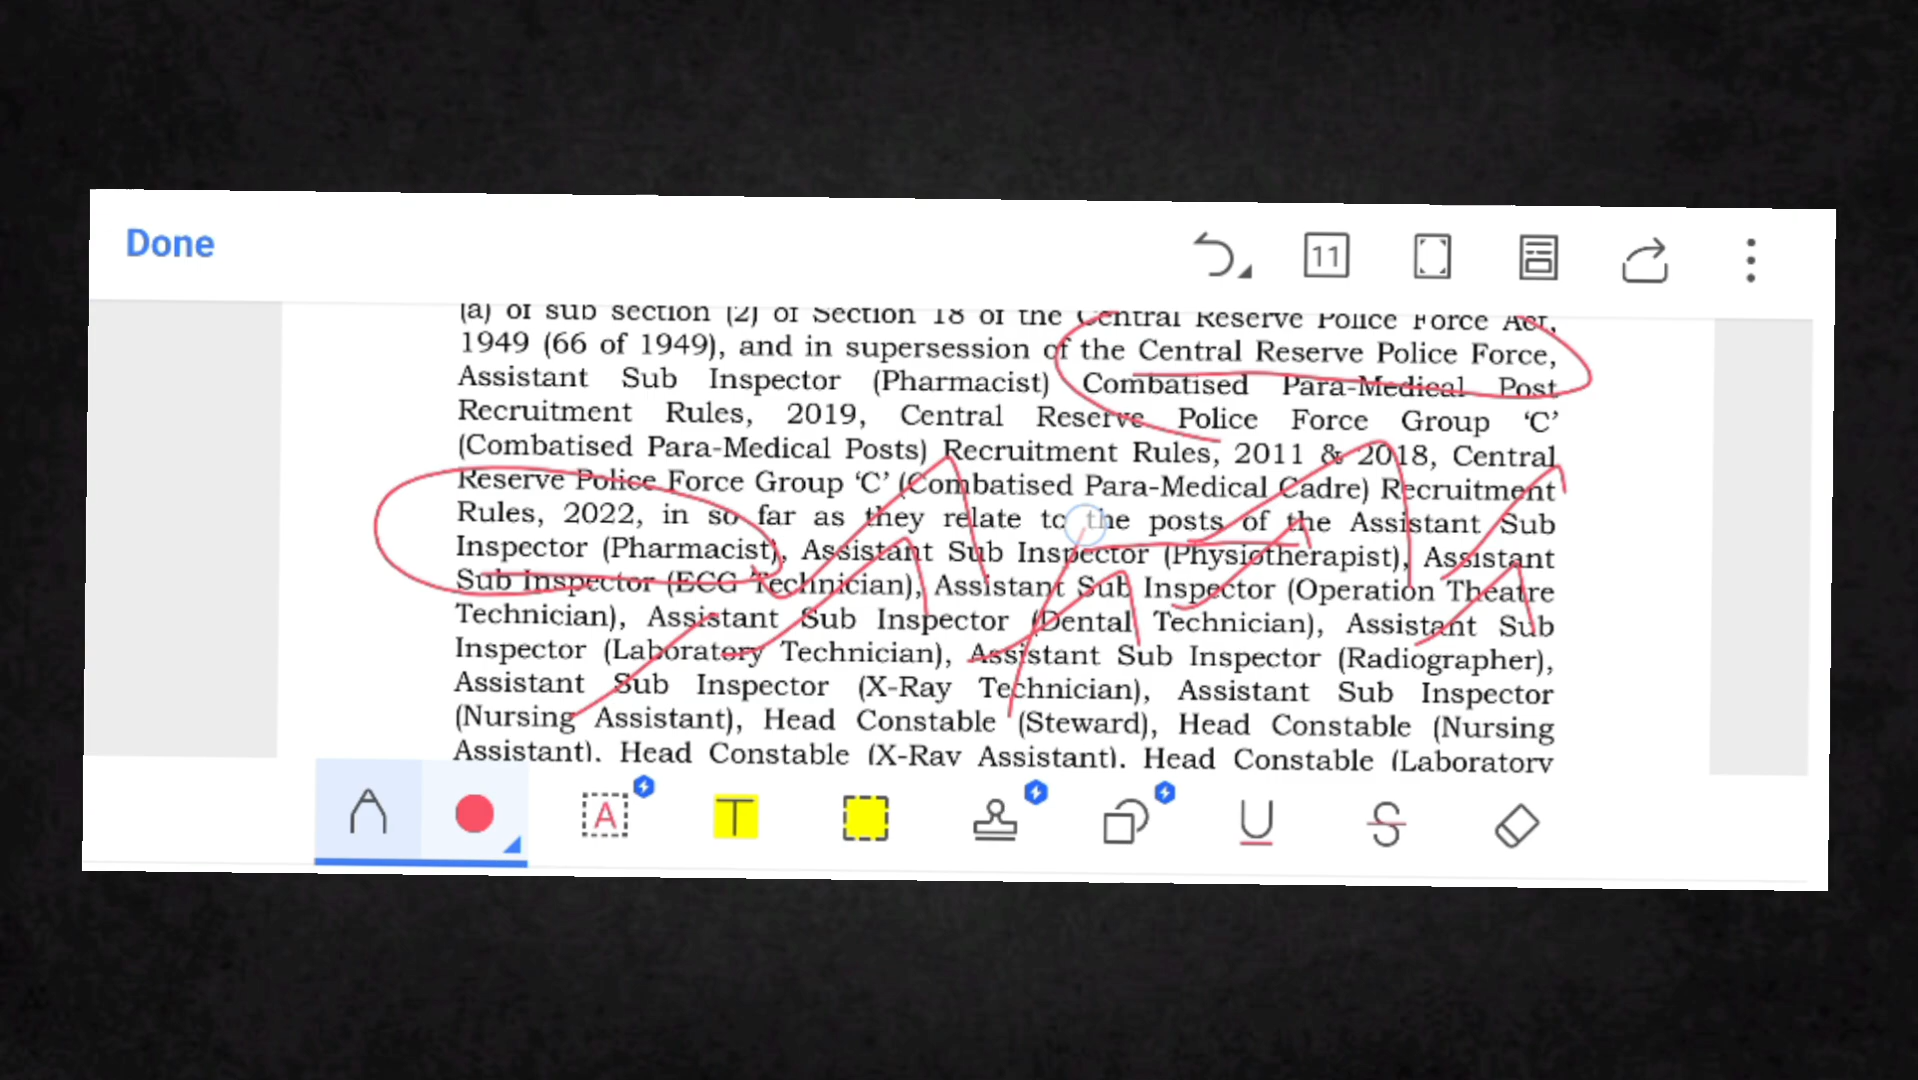 Done
11
(a) of sub section (2) of Section 18 of the Central Reserve Police Force Act,
1949 (66 of 1949), and in supersession of the Central Reserve Police Force,
Assistant Sub Inspector (Pharmacist) Combatised Para-Medical Post
Recruitment Rules, 2019, Central Reserve Police Force Group ‘C’
(Combatised Para-Medical Posts) Recruitment Rules, 2011 & 2018, Central
Reserve Police Force Group ‘C’ (Combatised Para-Medical Cadre) Recruitment
Rules, 2022, in so far as they relate to the posts of the Assistant Sub
Inspector (Pharmacist), Assistant Sub Inspector (Physiotherapist), Assistant
Sub Inspector (ECG Technician), Assistant Sub Inspector (Operation Theatre
Technician), Assistant Sub Inspector (Dental Technician), Assistant Sub
Inspector (Laboratory Technician), Assistant Sub Inspector (Radiographer),
Assistant Sub Inspector (X-Ray Technician), Assistant Sub Inspector
(Nursing Assistant), Head Constable (Steward), Head Constable (Nursing
Assistant). Head Constable (X-Ray Assistant). Head Constable (Laboratory
A T U S